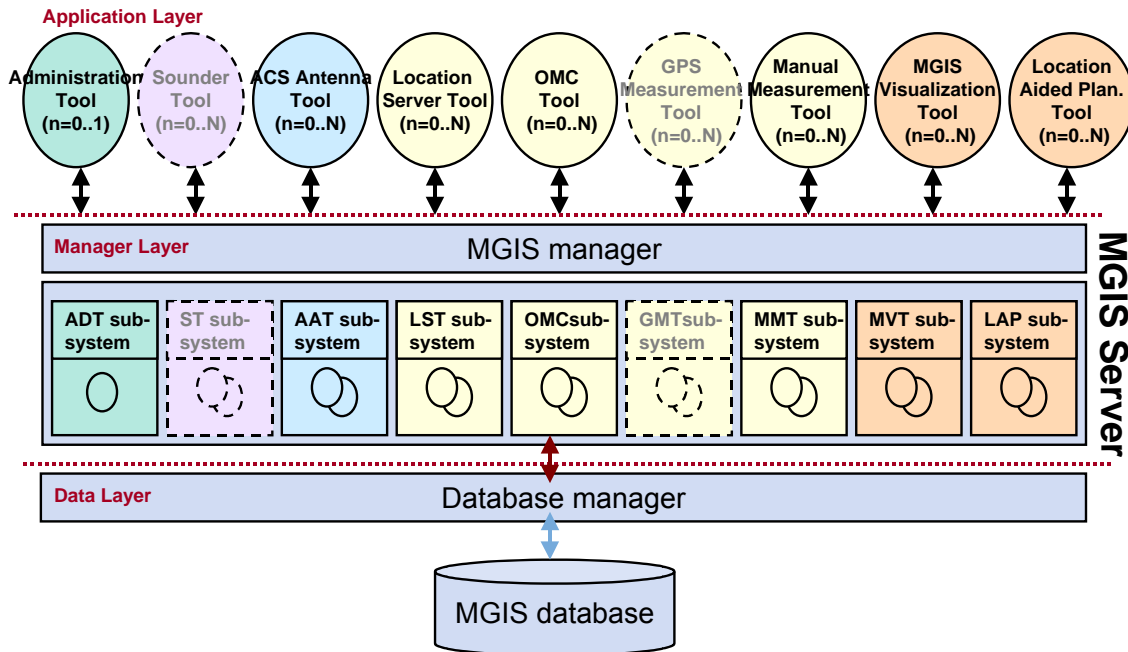 Application Layer
Administration
Tool
(n=0..1)
Sounder
Tool
(n=0..N)
ACS Antenna
Tool
(n=0..N)
Location
Server Tool
(n=0..N)
OMC
Tool
(n=0..N)
GPS
Measurement
Tool
(n=0..N)
Manual
Measurement
Tool
(n=0..N)
MGIS
Visualization
Tool
(n=0..N)
Location
Aided Plan.
Tool
(n=0..N)
Manager Layer
MGIS manager
ADT sub-
system
ST sub-
system
AAT sub-
system
LST sub-
system
OMCsub-
system
GMTsub-
system
MMT sub-
system
MVT sub-
system
LAP sub-
system
MGIS Server
Data Layer
Database manager
MGIS database